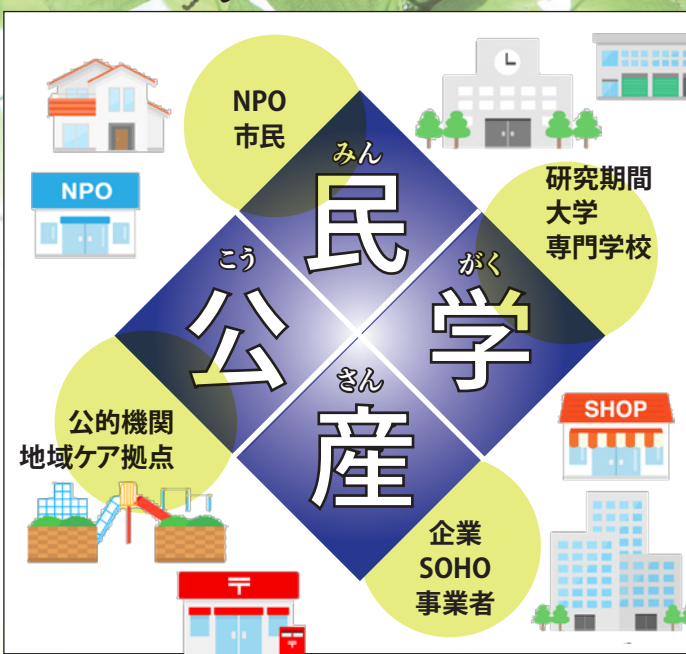 NPO
市民
みん
民
NPO
研究期間
大学
専門学校
こう
公
がく
学
さん
産
公的機関
地域ケア拠点
SHOP
企業
SOHO
事業者
〒
〒